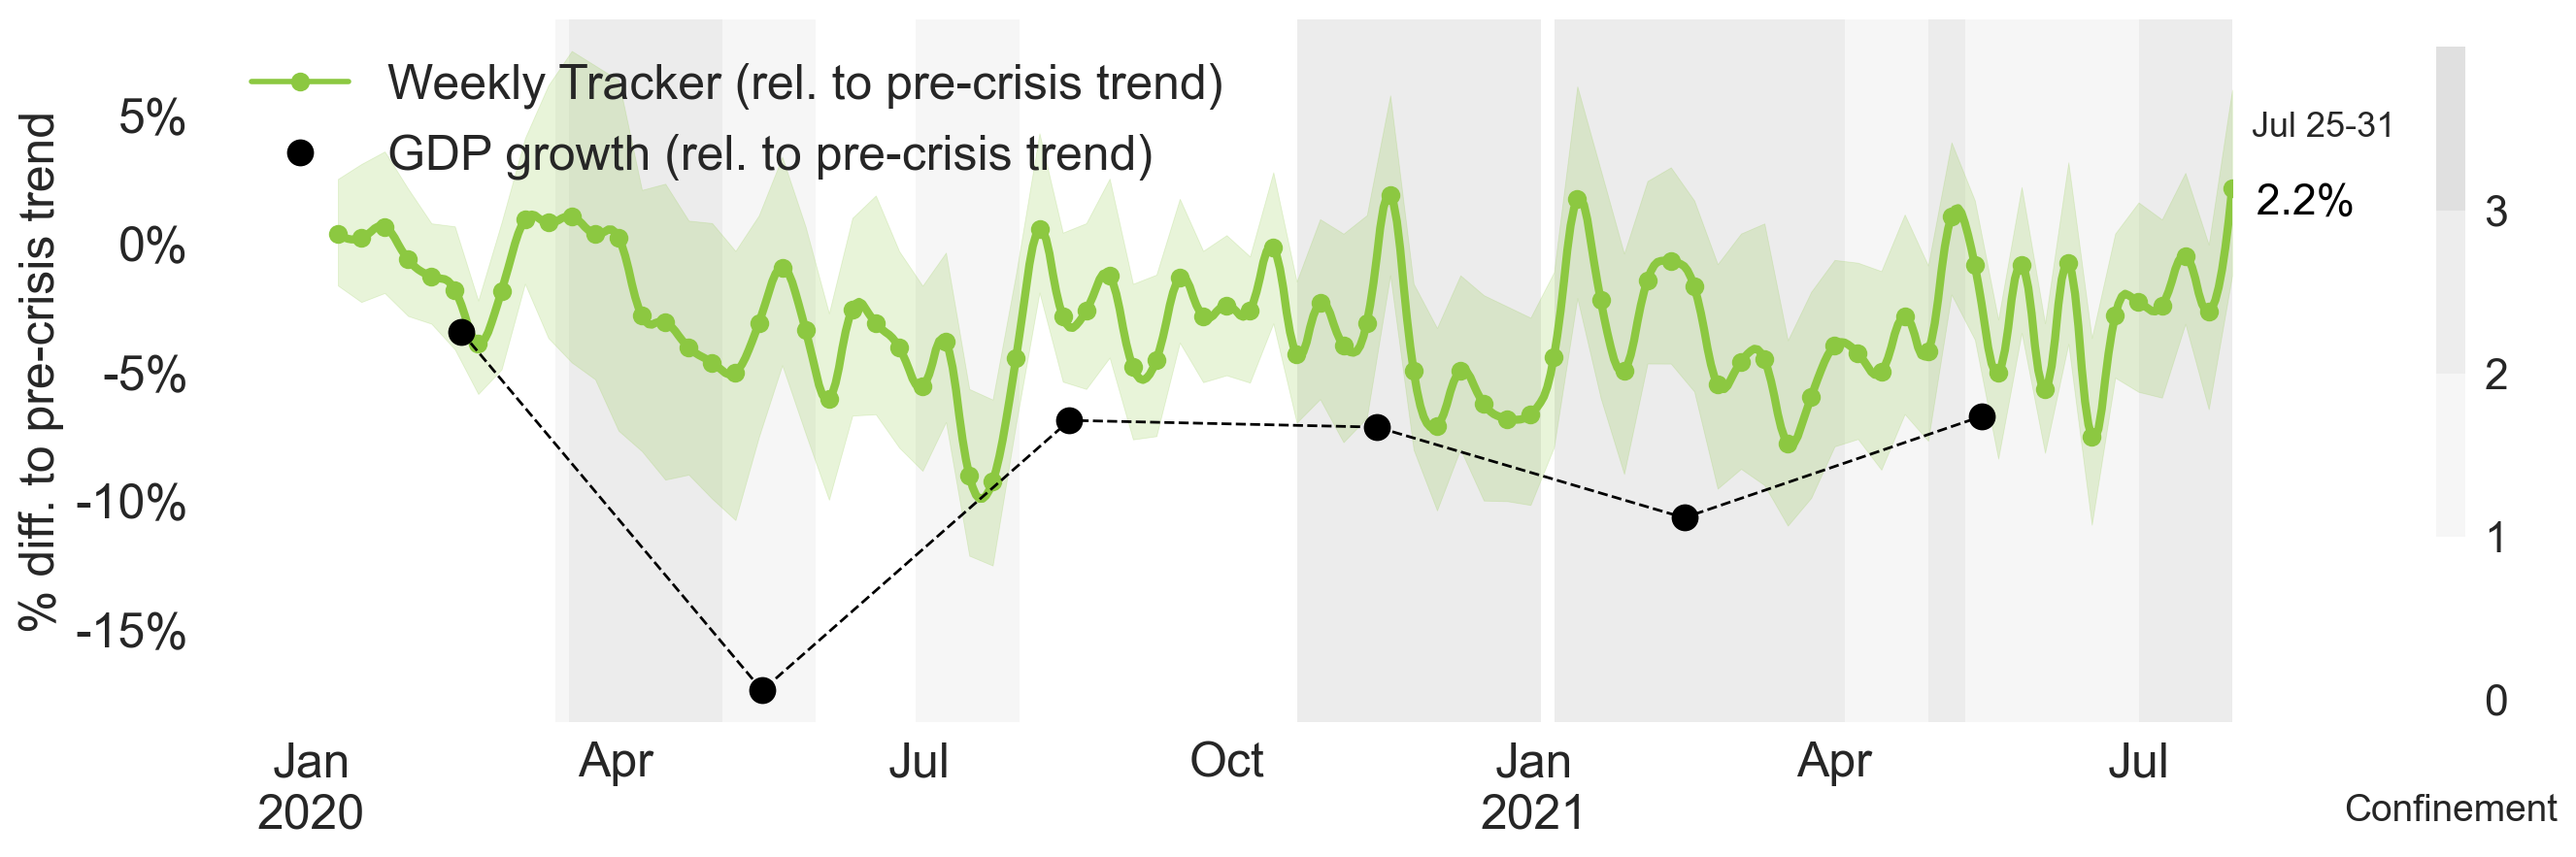 Weekly Tracker (rel. to pre-crisis trend)
GDP growth (rel. to pre-crisis trend)
% diff. to pre-crisis trend
5%
0%
-5%
-10%
-15%
Jan
2020
Apr
Jul
Oct
Jan
2021
Apr
Jul
Jul 25-31
2.2%
3
2
1
0
Confinement